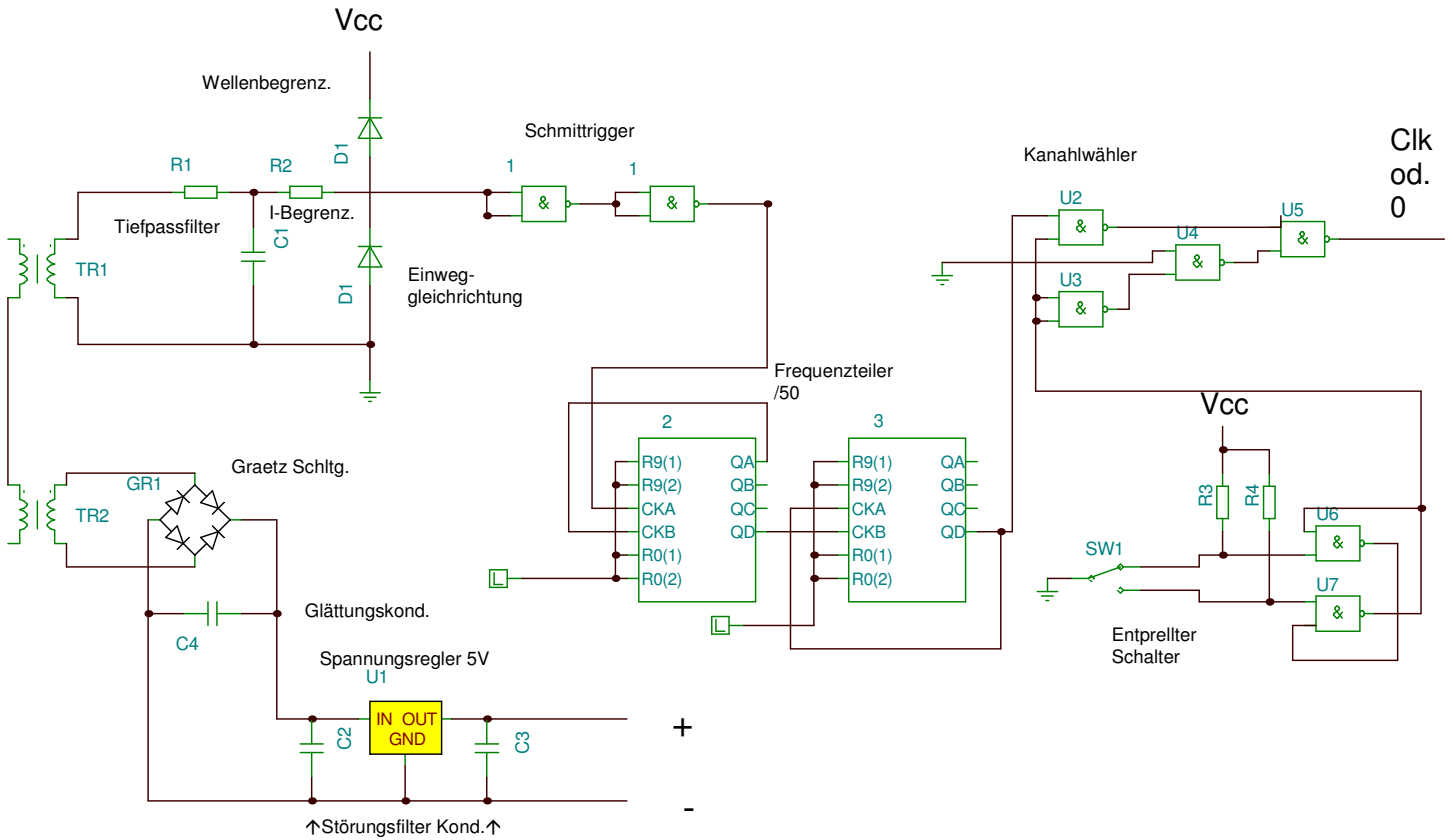 Vcc
Wellenbegrenz.
D1
R1
R2
Tiefpassfilter
I-Begrenz.
C1
TR1
D1
Einweg-
gleichrichtung
Schmittrigger
1
1
&
&
Kanahlwähler
U2
&
U3
&
U4
&
U5
&
Clk
od.
0
Frequenzteiler
/50
2
R9(1)
R9(2)
CKA
CKB
R0(1)
R0(2)
QA
QB
QC
QD
L
3
R9(1)
R9(2)
CKA
CKB
R0(1)
R0(2)
QA
QB
QC
QD
L
Vcc
R3
R4
U6
&
U7
&
SW1
Entprellter
Schalter
Graetz Schltg.
GR1
TR2
C4
Glättungskond.
Spannungsregler 5V
U1
IN OUT
GND
C2
C3
+
-
↑Störungsfilter Kond.↑